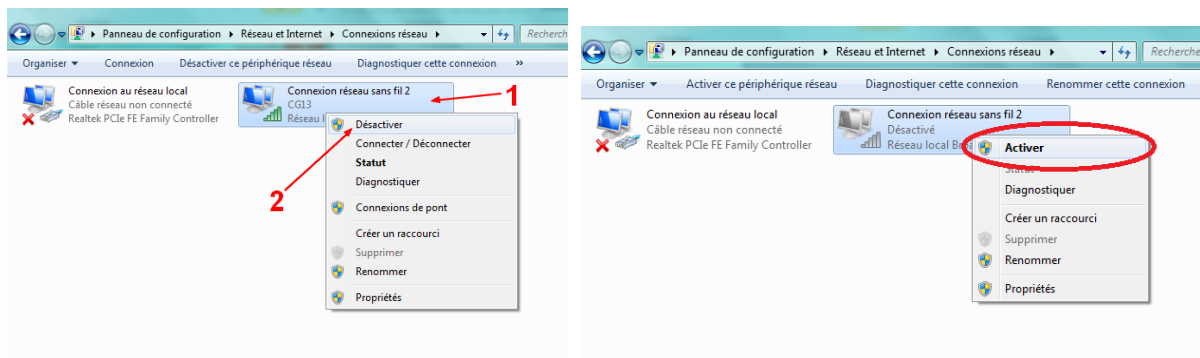 Panneau de configuration ▸ Réseau et Internet ▸ Connexions réseau ▸
Recherch
Organiser Connexion Désactiver ce périphérique réseau Diagnostiquer cette connexion »
Connexion au réseau local
Câble réseau non connecté
Realtek PCIe FE Family Controller
Connexion réseau sans fil 2
CG13
Réseau l
1
2
Désactiver
Connecter / Déconnecter
Statut
Diagnostiquer
Connexions de pont
Créer un raccourci
Supprimer
Renommer
Propriétés
Panneau de configuration ▸ Réseau et Internet ▸ Connexions réseau ▸
Recherche
Organiser Activer ce périphérique réseau Diagnostiquer cette connexion Renommer cette connexion
Connexion au réseau local
Câble réseau non connecté
Realtek PCIe FE Family Controller
Connexion réseau sans fil 2
Désactivé
Réseau local Broa
Activer
Statut
Diagnostiquer
Créer un raccourci
Supprimer
Renommer
Propriétés